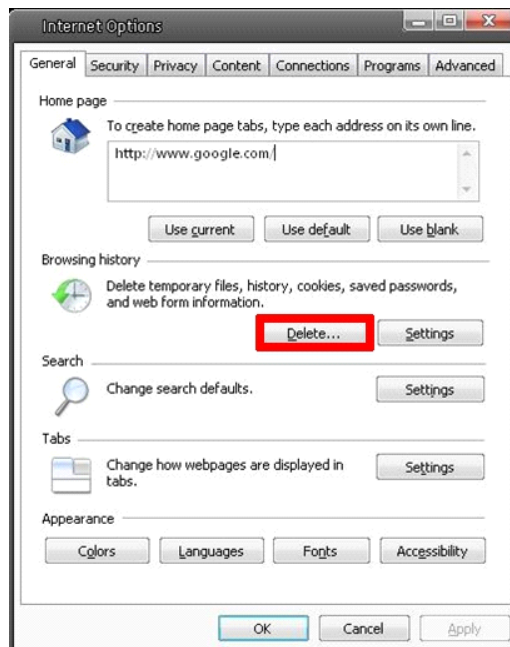 Internet Options
General Security Privacy Content Connections Programs Advanced
Home page
To create home page tabs, type each address on its own line.
http://www.google.com/
Use current Use default Use blank
Browsing history
Delete temporary files, history, cookies, saved passwords,
and web form information.
Delete... Settings
Search
Change search defaults. Settings
Tabs
Change how webpages are displayed in
tabs.
Settings
Appearance
Colors Languages Fonts Accessibility
OK Cancel Apply